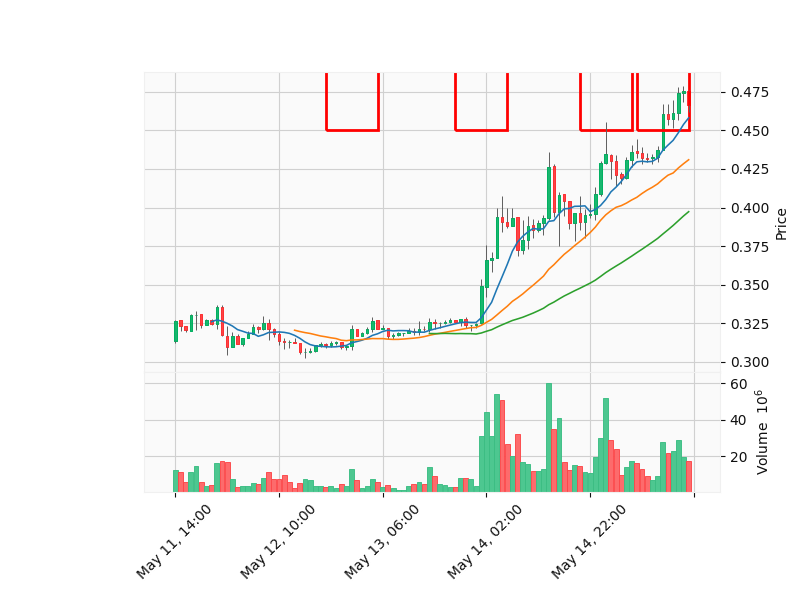 0.475
0.450
0.425
0.400
0.375
0.350
0.325
0.300
Price
60
40
20
Volume 10^6
May 11, 14:00
May 12, 10:00
May 13, 06:00
May 14, 02:00
May 14, 22:00